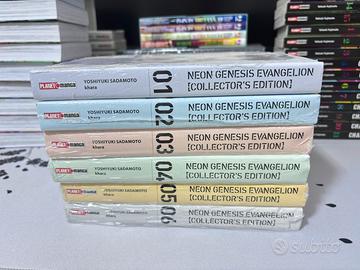 PLANET manga
YOSHIYUKI SADAMOTO
khara
01
NEON GENESIS EVANGELION
[COLLECTOR'S EDITION]
PLANET manga
YOSHIYUKI SADAMOTO
khara
02
NEON GENESIS EVANGELION
[COLLECTOR'S EDITION]
PLANET manga
YOSHIYUKI SADAMOTO
khara
03
NEON GENESIS EVANGELION
[COLLECTOR'S EDITION]
PLANET manga
YOSHIYUKI SADAMOTO
khara
04
NEON GENESIS EVANGELION
[COLLECTOR'S EDITION]
PLANET manga
YOSHIYUKI SADAMOTO
khara
05
NEON GENESIS EVANGELION
[COLLECTOR'S EDITION]
PLANET manga
YOSHIYUKI SADAMOTO
khara
06
NEON GENESIS EVANGELION
[COLLECTOR'S EDITION]
subito